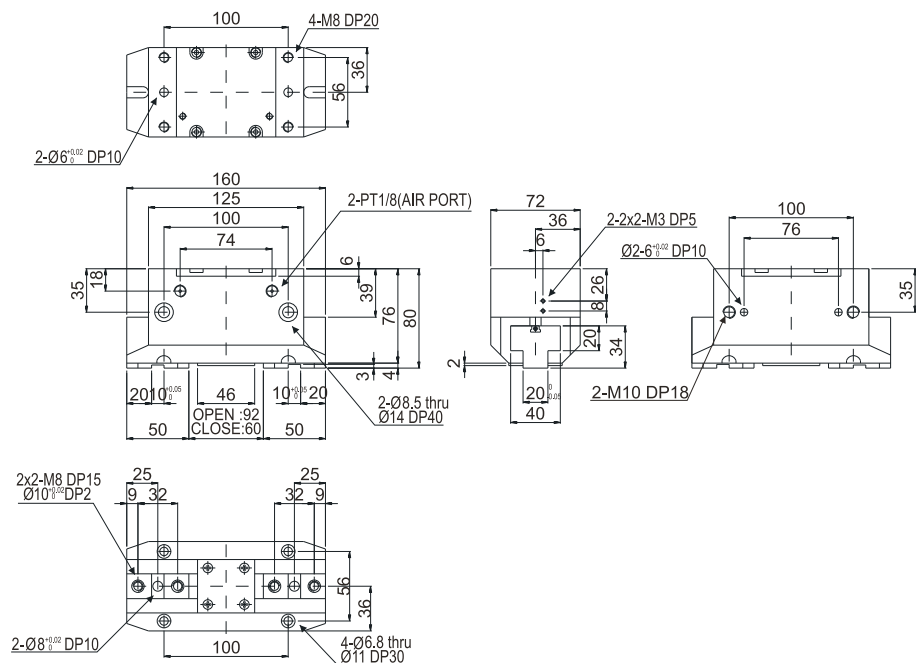 100
4-M8 DP20
36
56
2-Ø6 +0.02 0 DP10
160
125
100
74
2-PT1/8(AIR PORT)
6
18
35
39
76
80
3
4
20
10 +0.05 0
46
10 +0.05 0
20
OPEN :92
CLOSE:60
50
50
2-Ø8.5 thru
Ø14 DP40
72
36
6
2-2x2-M3 DP5
26
8
20
34
2
20 0 -0.05
40
100
76
Ø2-6 +0.02 0 DP10
35
2-M10 DP18
25
25
2x2-M8 DP15
Ø10 +0.02 0 DP2
9
32
32
9
56
36
2-Ø8 +0.02 0 DP10
100
4-Ø6.8 thru
Ø11 DP30